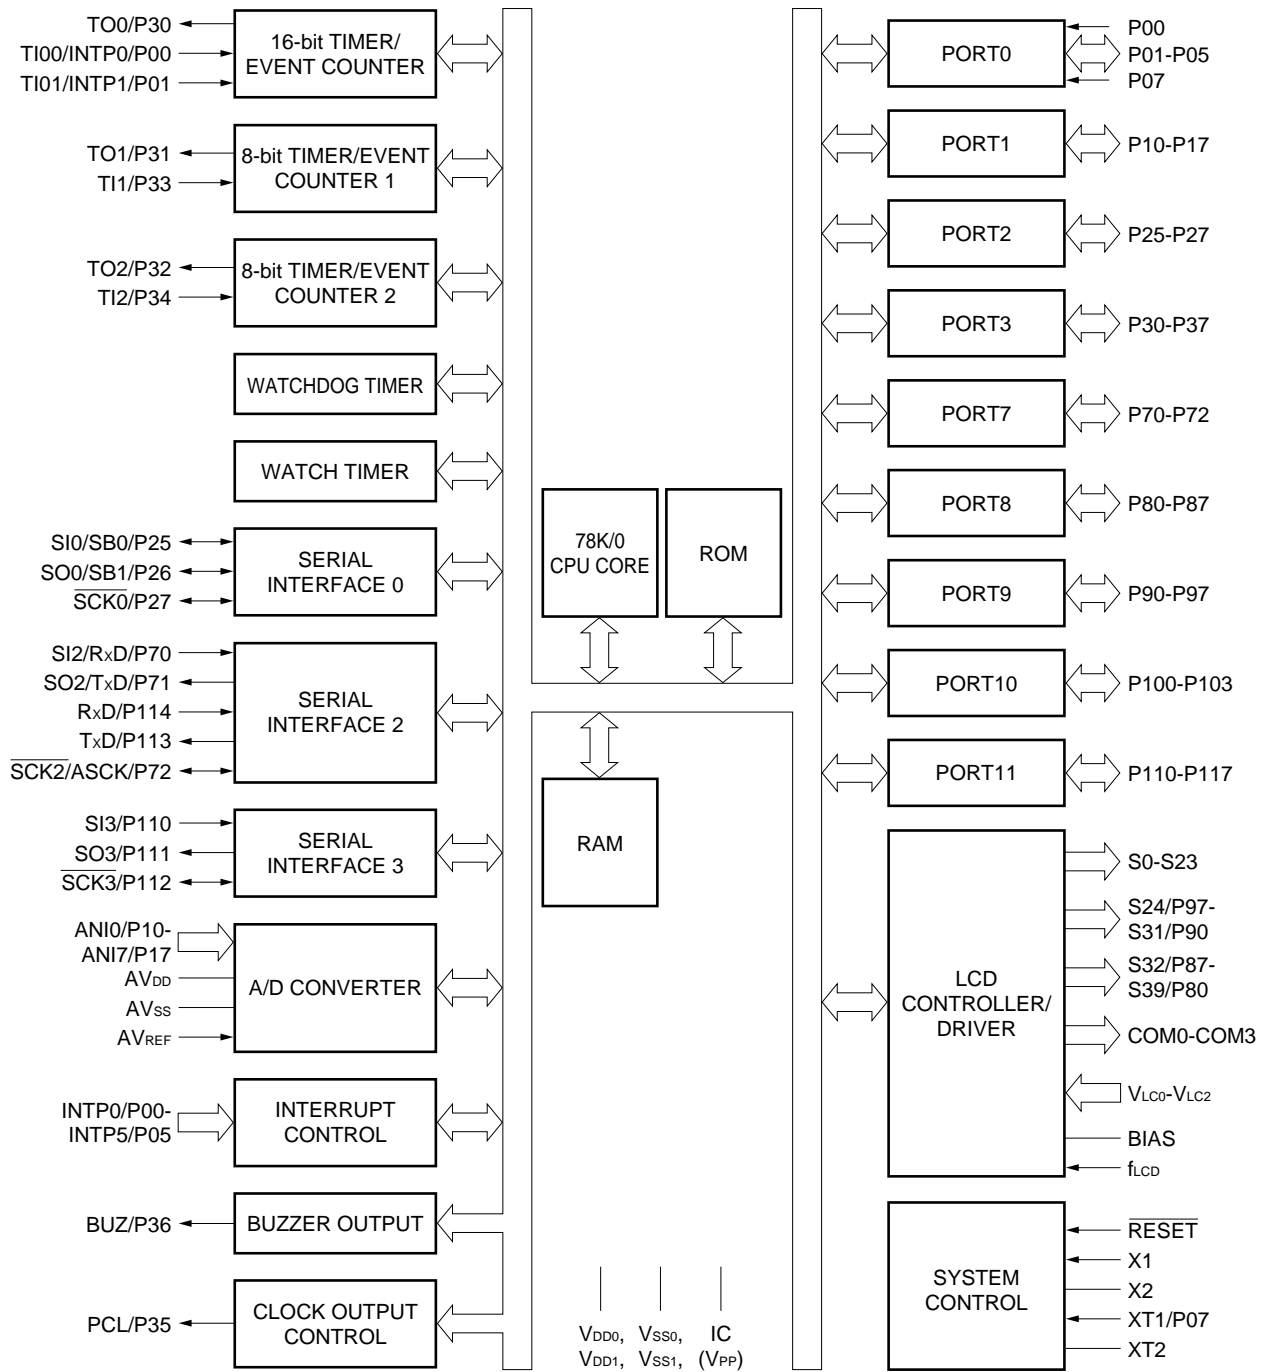 TO0/P30
TI00/INTP0/P00
TI01/INTP1/P01
16-bit TIMER/
EVENT COUNTER
TO1/P31
TI1/P33
8-bit TIMER/EVENT
COUNTER 1
TO2/P32
TI2/P34
8-bit TIMER/EVENT
COUNTER 2
WATCHDOG TIMER
WATCH TIMER
SI0/SB0/P25
SO0/SB1/P26
SCK0/P27
SERIAL
INTERFACE 0
SI2/RxD/P70
SO2/TxD/P71
RxD/P114
TxD/P113
SCK2/ASCK/P72
SERIAL
INTERFACE 2
SI3/P110
SO3/P111
SCK3/P112
SERIAL
INTERFACE 3
ANI0/P10-
ANI7/P17
AVDD
AVSS
AVREF
A/D CONVERTER
INTP0/P00-
INTP5/P05
INTERRUPT
CONTROL
BUZ/P36
BUZZER OUTPUT
PCL/P35
CLOCK OUTPUT
CONTROL
78K/0
CPU CORE
ROM
RAM
VDD0,
VDD1,
VSS0,
VSS1,
IC
(VPP)
PORT0
P00
P01-P05
P07
PORT1
P10-P17
PORT2
P25-P27
PORT3
P30-P37
PORT7
P70-P72
PORT8
P80-P87
PORT9
P90-P97
PORT10
P100-P103
PORT11
P110-P117
LCD
CONTROLLER/
DRIVER
S0-S23
S24/P97-
S31/P90
S32/P87-
S39/P80
COM0-COM3
VLC0-VLC2
BIAS
fLCD
SYSTEM
CONTROL
RESET
X1
X2
XT1/P07
XT2